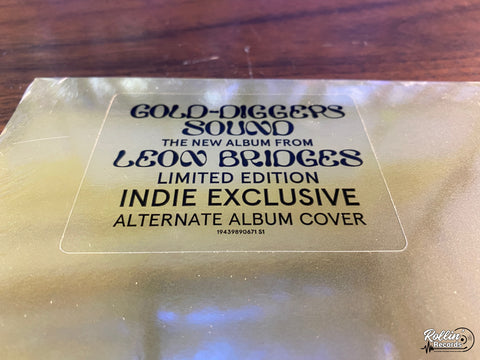 GOLD-DIGGERS
SOUND
THE NEW ALBUM FROM
LEON BRIDGES
LIMITED EDITION
INDIE EXCLUSIVE
ALTERNATE ALBUM COVER
19439890671 S1
Rollin'
Records